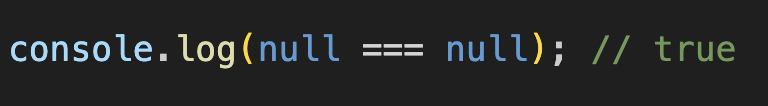 console.log(null === null); // true